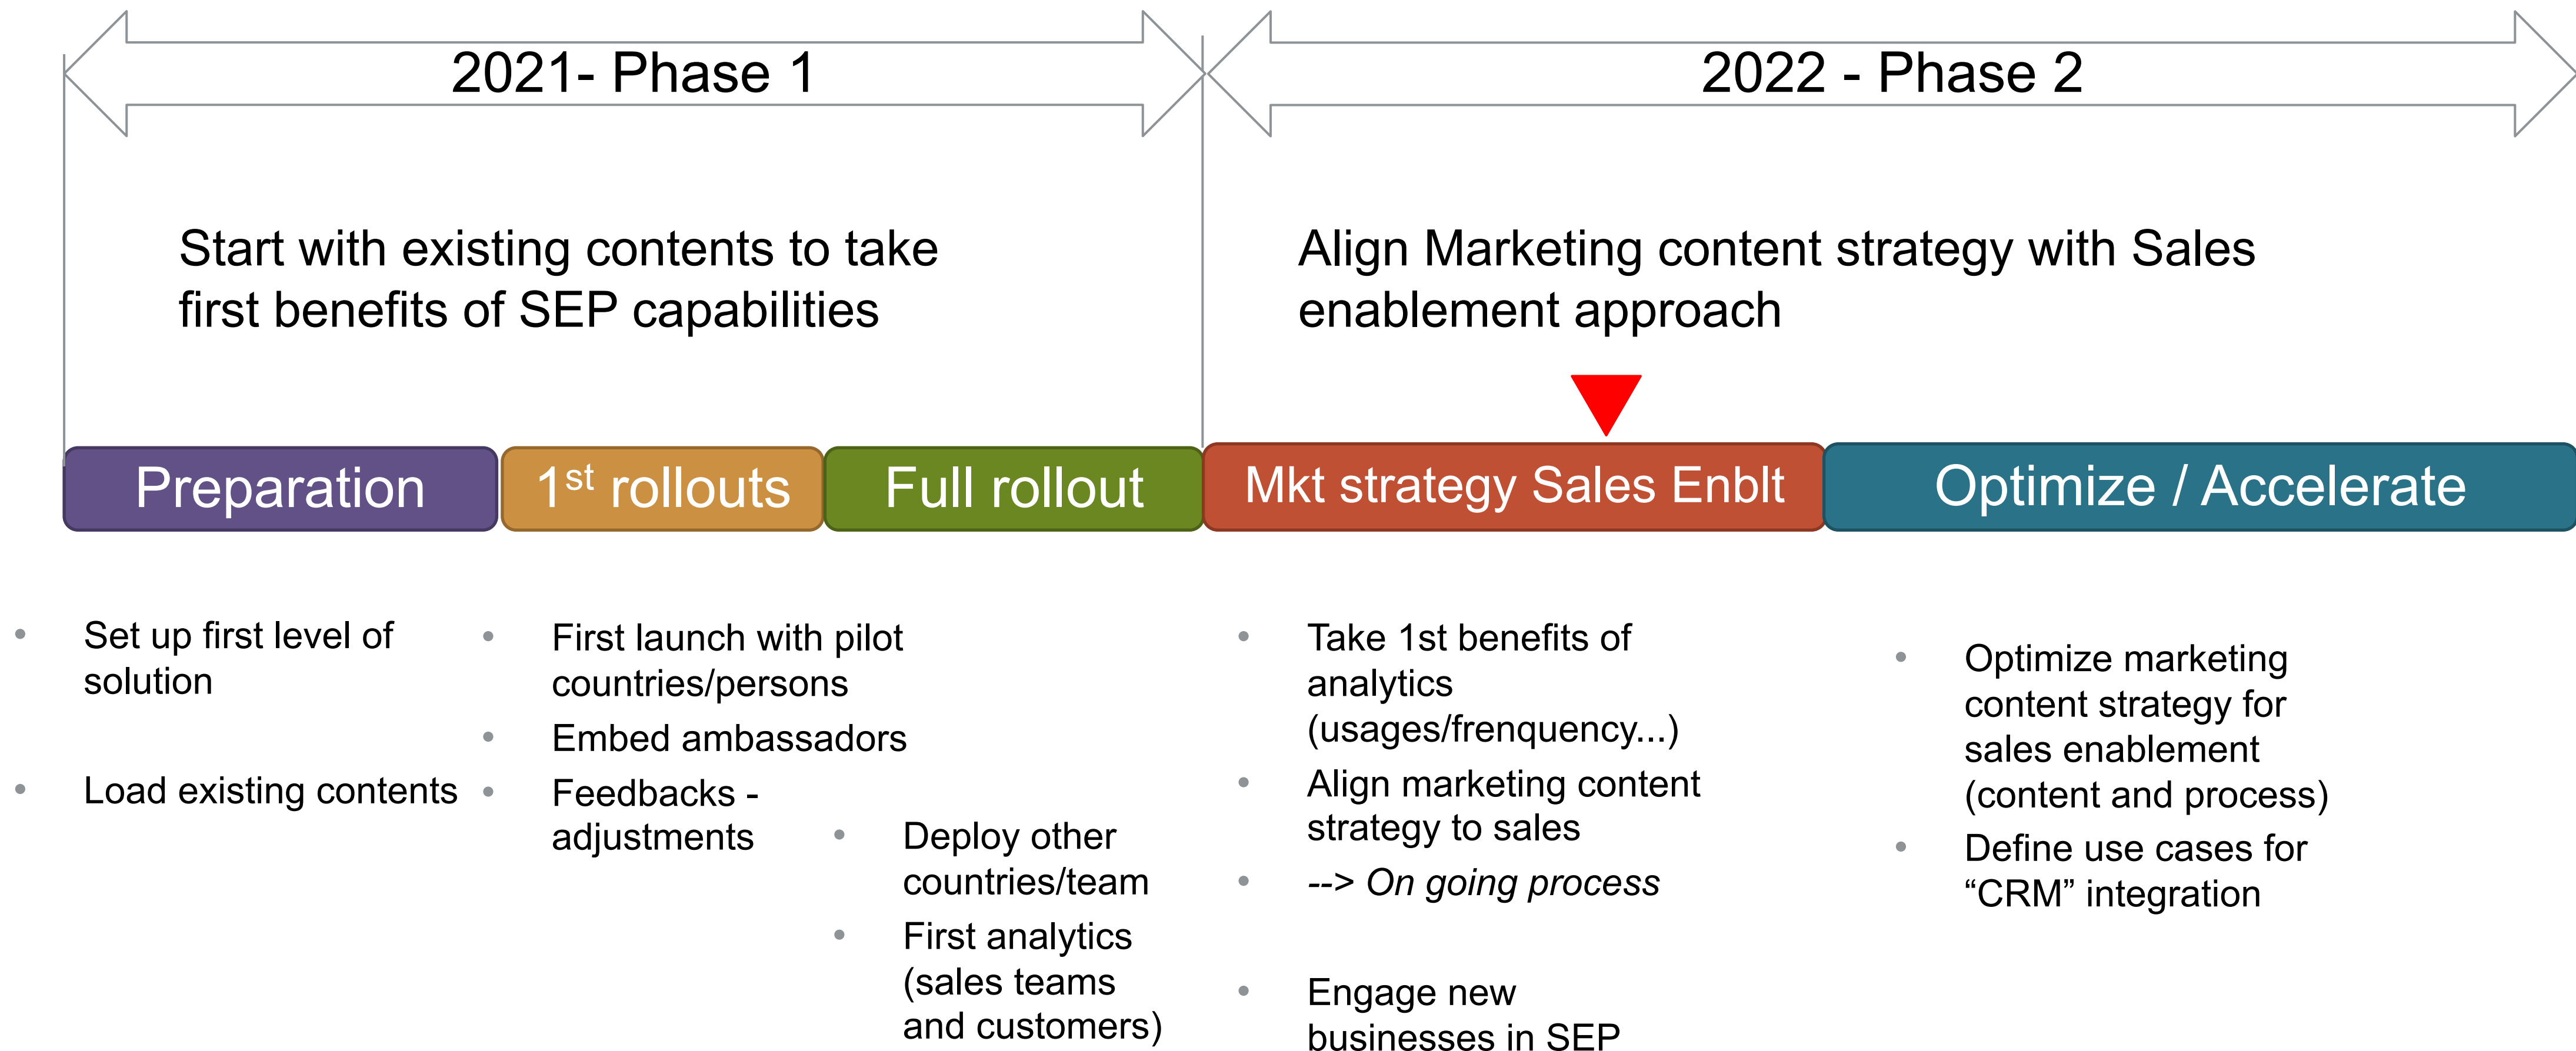 2021- Phase 1
2022 - Phase 2
Start with existing contents to take
first benefits of SEP capabilities
Align Marketing content strategy with Sales
enablement approach
Preparation
1st rollouts
Full rollout
Mkt strategy Sales Enblt
Optimize / Accelerate
• Set up first level of
solution
• Load existing contents
• First launch with pilot
countries/persons
• Embed ambassadors
• Feedbacks -
adjustments
• Deploy other
countries/team
• First analytics
(sales teams
and customers)
• Take 1st benefits of
analytics
(usages/frenquency...)
• Align marketing content
strategy to sales
• --> On going process
• Engage new
businesses in SEP
• Optimize marketing
content strategy for
sales enablement
(content and process)
• Define use cases for
“CRM” integration